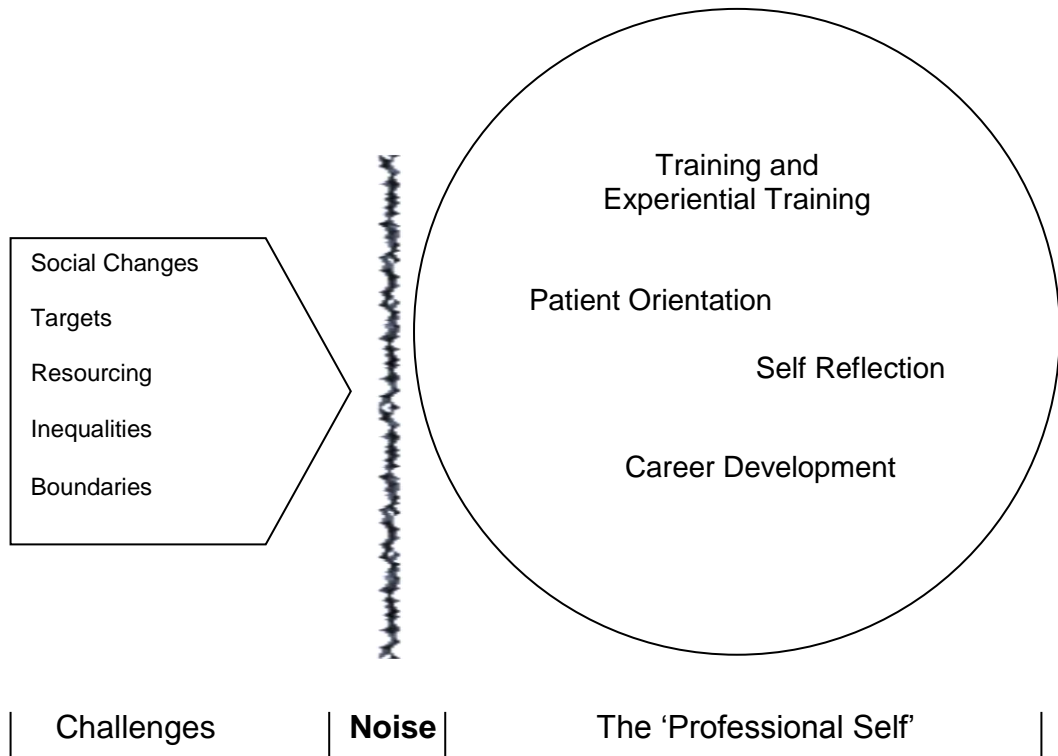 Training and
Experiential Training
Social Changes
Patient Orientation
Targets
Self Reflection
Resourcing
Inequalities
Career Development
Boundaries
Challenges
Noise
The ‘Professional Self’